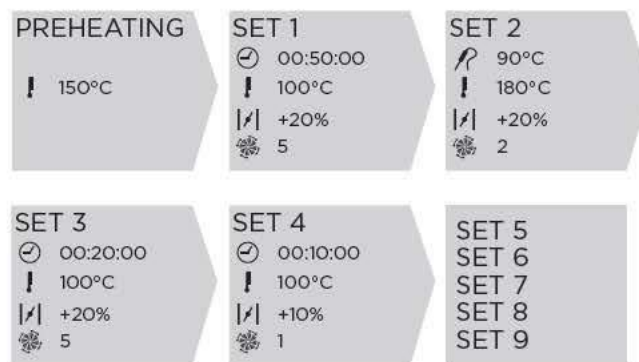 PREHEATING
150°C
SET 1
00:50:00
100°C
+20%
5
SET 2
90°C
180°C
+20%
2
SET 3
00:20:00
100°C
+20%
5
SET 4
00:10:00
100°C
+10%
1
SET 5
SET 6
SET 7
SET 8
SET 9